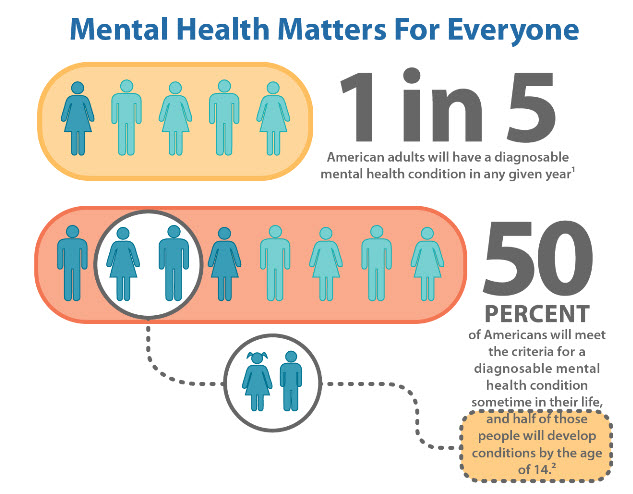 Mental Health Matters For Everyone
1 in 5
American adults will have a diagnosable
mental health condition in any given year¹
50
PERCENT
of Americans will meet
the criteria for a
diagnosable mental
health condition
sometime in their life,
and half of those
people will develop
conditions by the age
of 14.²